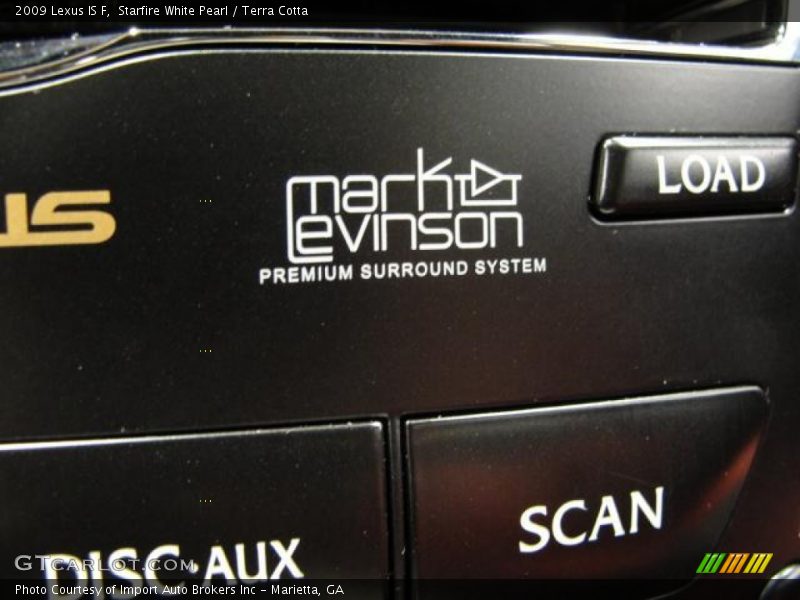 2009 Lexus IS F, Starfire White Pearl / Terra Cotta
mark
Levinson
PREMIUM SURROUND SYSTEM
LOAD
SCAN
DISC·AUX
GTCARLOT.COM
Photo Courtesy of Import Auto Brokers Inc - Marietta, GA